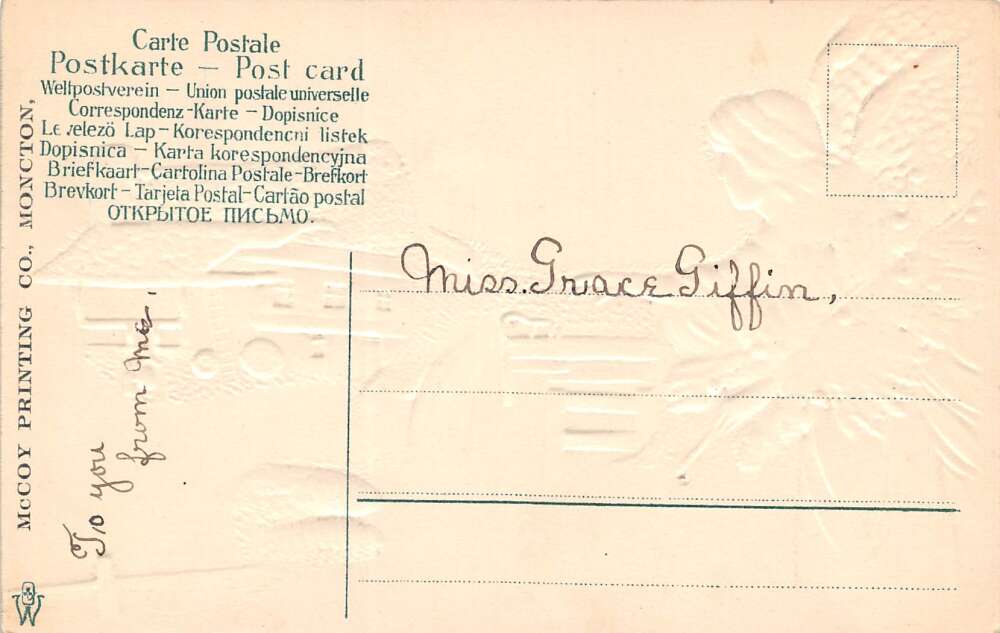 Carte Postale
Postkarte — Post card
Weltpostverein – Union postale universelle
Correspondenz-Karte – Dopisnice
Levelezö Lap – Korespondencni listek
Dopisnica – Karta korespondencyjna
Briefkaart – Cartolina Postale – Brefkort
Brevkort – Tarjeta Postal – Cartão postal
ОТКРЫТОЕ ПИСЬМО.
McCOY PRINTING CO., MONCTON,
To you
from me.
Miss. Grace Giffin,
W